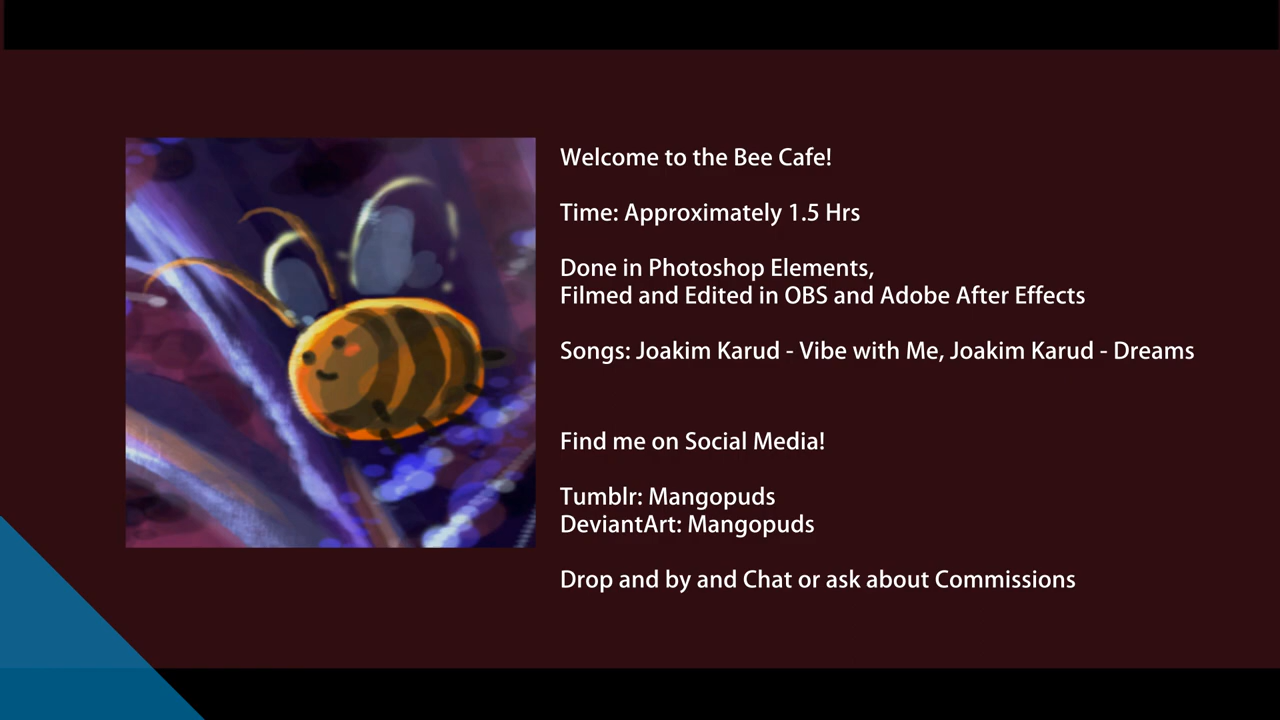 Welcome to the Bee Cafe!
Time: Approximately 1.5 Hrs
Done in Photoshop Elements,
Filmed and Edited in OBS and Adobe After Effects
Songs: Joakim Karud - Vibe with Me, Joakim Karud - Dreams
Find me on Social Media!
Tumblr: Mangopuds
DeviantArt: Mangopuds
Drop and by and Chat or ask about Commissions